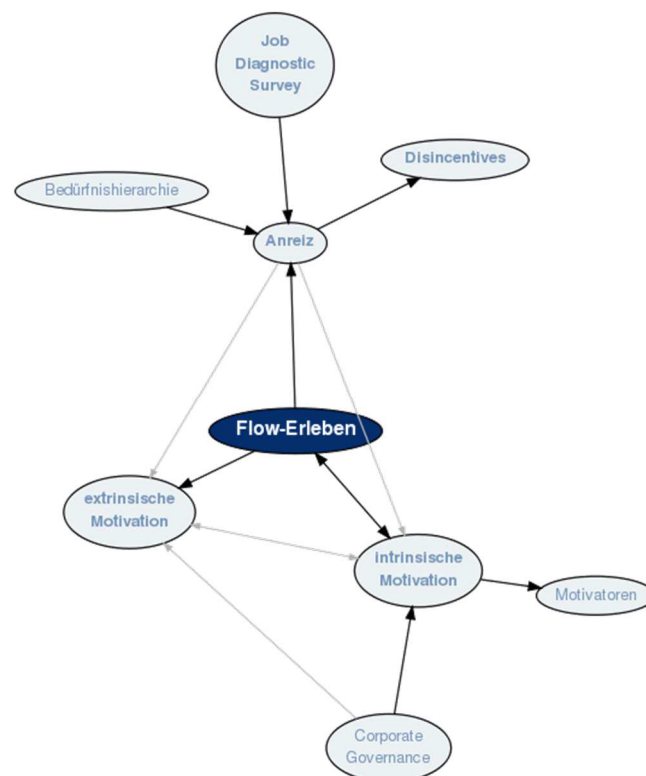 Job
Diagnostic
Survey
Disincentives
Bedürfnishierarchie
Anreiz
Flow-Erleben
extrinsische
Motivation
intrinsische
Motivation
Motivatoren
Corporate
Governance